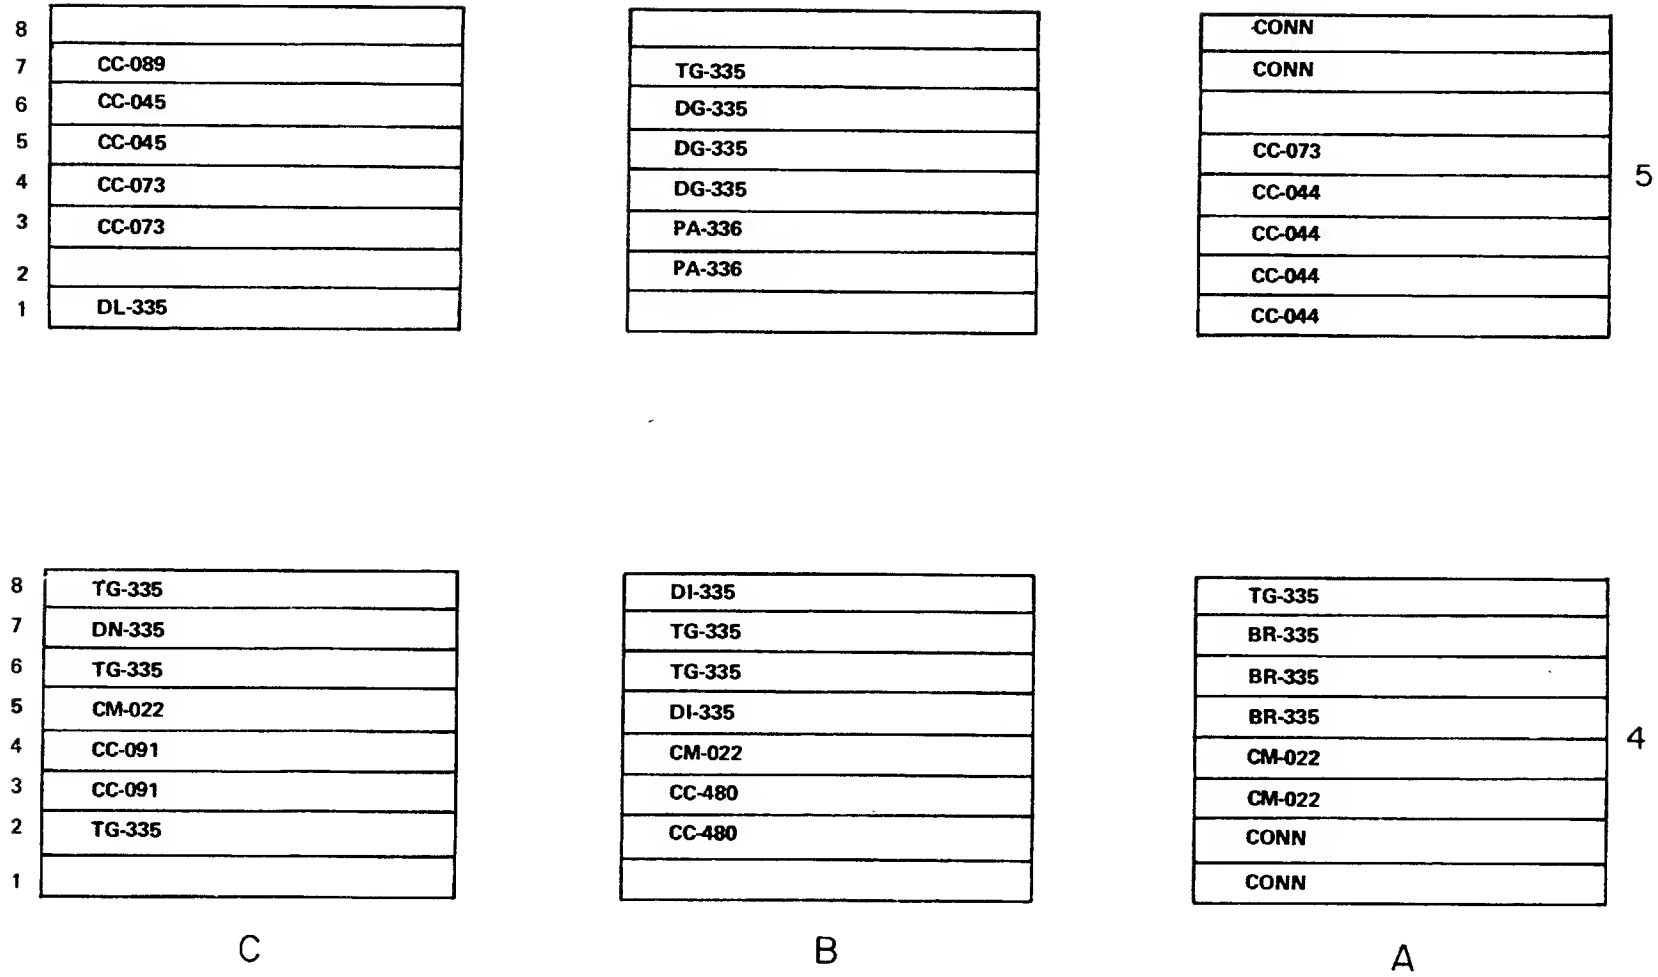 8 CONN
7 CC-089 TG-335 CONN
6 CC-045 DG-335
5 CC-045 DG-335 CC-073
4 CC-073 DG-335 CC-044 5
3 CC-073 PA-336 CC-044
2 PA-336 CC-044
1 DL-335 CC-044
8 TG-335 DI-335 TG-335
7 DN-335 TG-335 BR-335
6 TG-335 TG-335 BR-335
5 CM-022 DI-335 BR-335
4 CC-091 CM-022 CM-022 4
3 CC-091 CC-480 CM-022
2 TG-335 CC-480 CONN
1 CONN
C B A